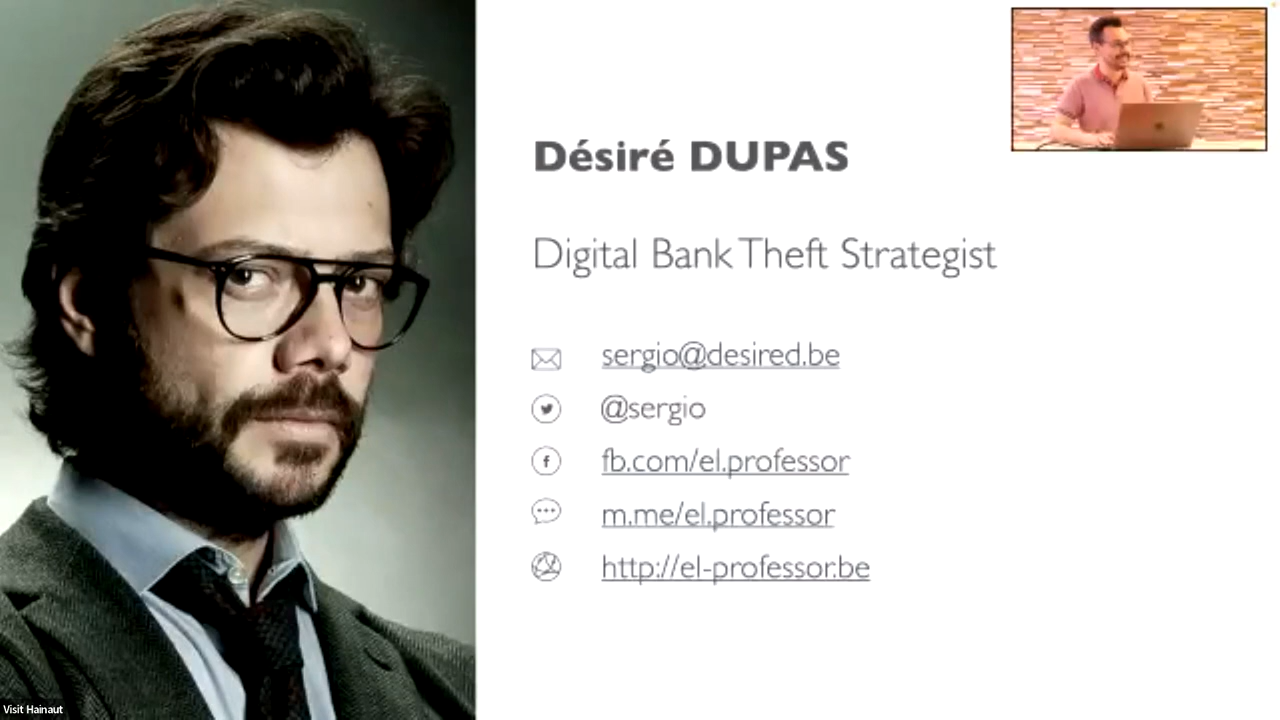 Désiré DUPAS
Digital Bank Theft Strategist
sergio@desired.be
@sergio
fb.com/el.professor
m.me/el.professor
http://el-professor.be
Visit Hainaut